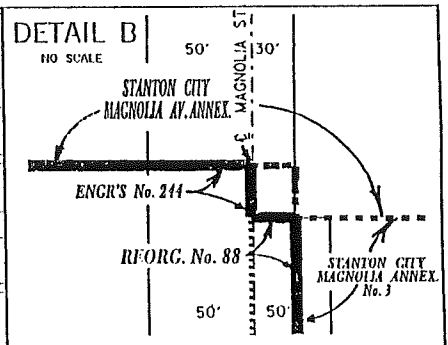 DETAIL B
NO SCALE
50'
30'
℄ MAGNOLIA ST
STANTON CITY
MAGNOLIA AV. ANNEX.
ENGR'S No. 244
REORG. No. 88
STANTON CITY
MAGNOLIA ANNEX.
No. 3
50'
50'